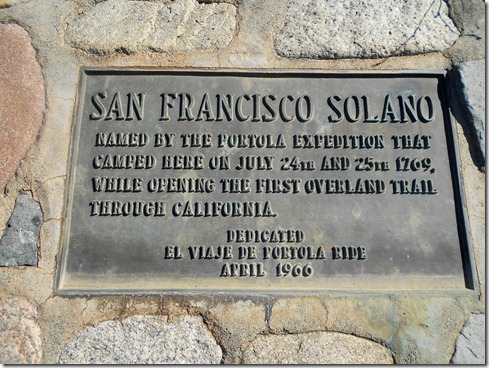 SAN FRANCISCO SOLANO
NAMED BY THE PORTOLA EXPEDITION THAT
CAMPED HERE ON JULY 24TH AND 25TH 1769,
WHILE OPENING THE FIRST OVERLAND TRAIL
THROUGH CALIFORNIA.
DEDICATED
EL VIAJE DE PORTOLA RIDE
APRIL 1966